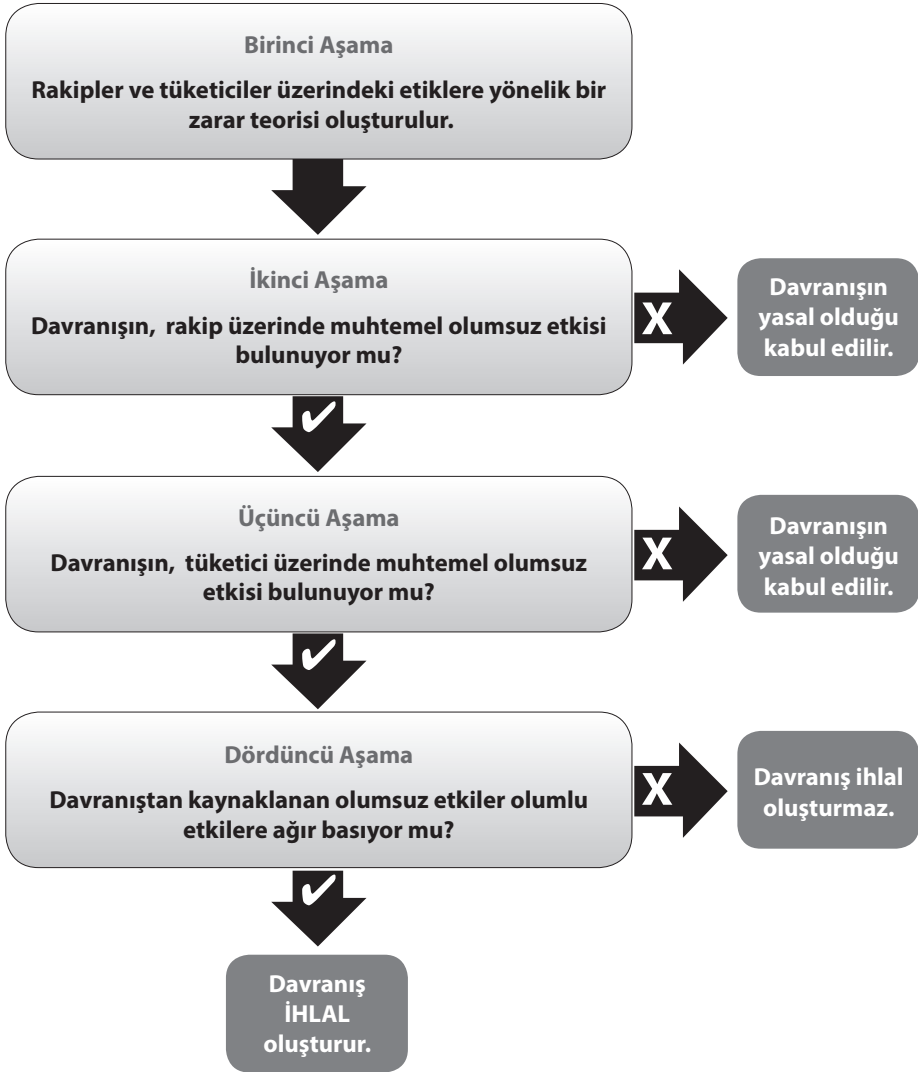 Birinci Aşama
Rakipler ve tüketiciler üzerindeki etiklere yönelik bir
zarar teorisi oluşturulur.
İkinci Aşama
Davranışın, rakip üzerinde muhtemel olumsuz etkisi
bulunuyor mu?
X
Davranışın
yasal olduğu
kabul edilir.
✔
Üçüncü Aşama
Davranışın, tüketici üzerinde muhtemel olumsuz
etkisi bulunuyor mu?
X
Davranışın
yasal olduğu
kabul edilir.
✔
Dördüncü Aşama
Davranıştan kaynaklanan olumsuz etkiler olumlu
etkilere ağır basıyor mu?
X
Davranış ihlal
oluşturmaz.
✔
Davranış
İHLAL
oluşturur.